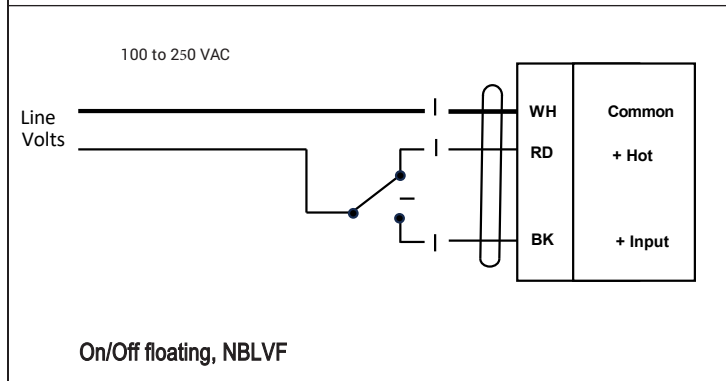 100 to 250 VAC
Line
Volts
WH Common
RD + Hot
BK + Input
On/Off floating, NBLVF